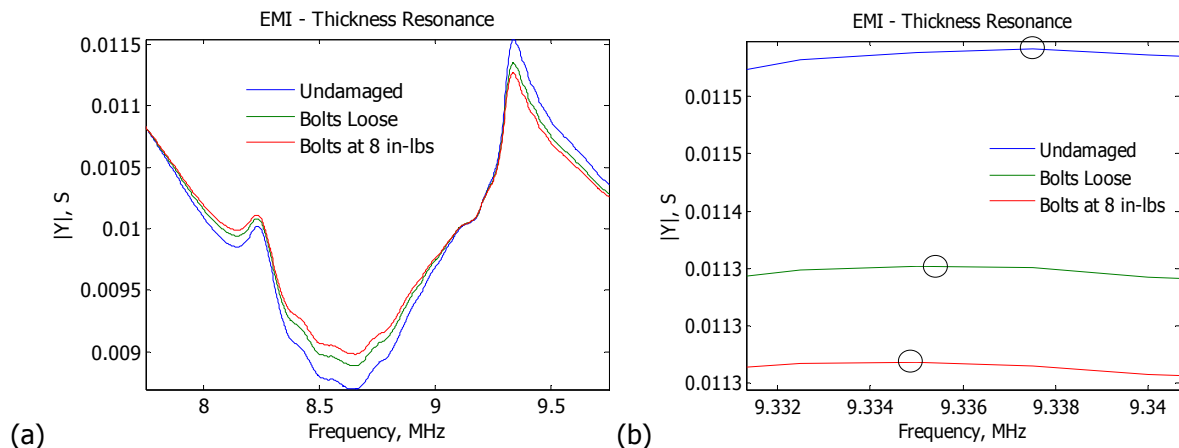 EMI - Thickness Resonance
0.0115
0.011
0.0105
0.01
0.0095
0.009
|Y|, S
Undamaged
Bolts Loose
Bolts at 8 in-lbs
8
8.5
9
9.5
Frequency, MHz
(a)
EMI - Thickness Resonance
0.0115
0.0115
0.0114
0.0113
0.0113
0.0113
|Y|, S
Undamaged
Bolts Loose
Bolts at 8 in-lbs
9.332
9.334
9.336
9.338
9.34
Frequency, MHz
(b)